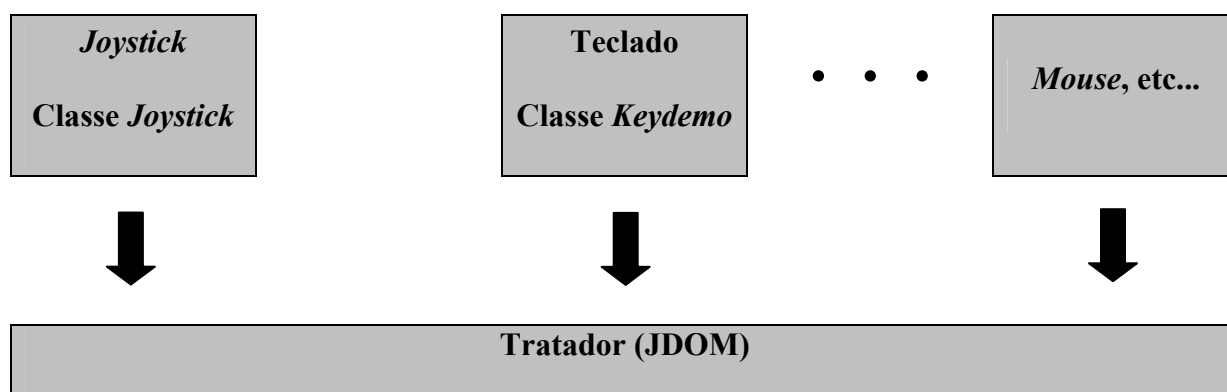 Joystick
Classe Joystick
Teclado
Classe Keydemo
• • •
Mouse, etc...
Tratador (JDOM)